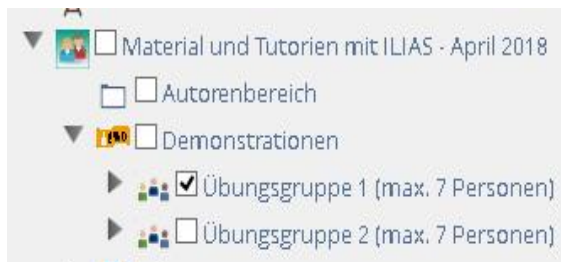 Material und Tutorien mit ILIAS - April 2018
Autorenbereich
Demonstrationen
Übungsgruppe 1 (max. 7 Personen)
Übungsgruppe 2 (max. 7 Personen)